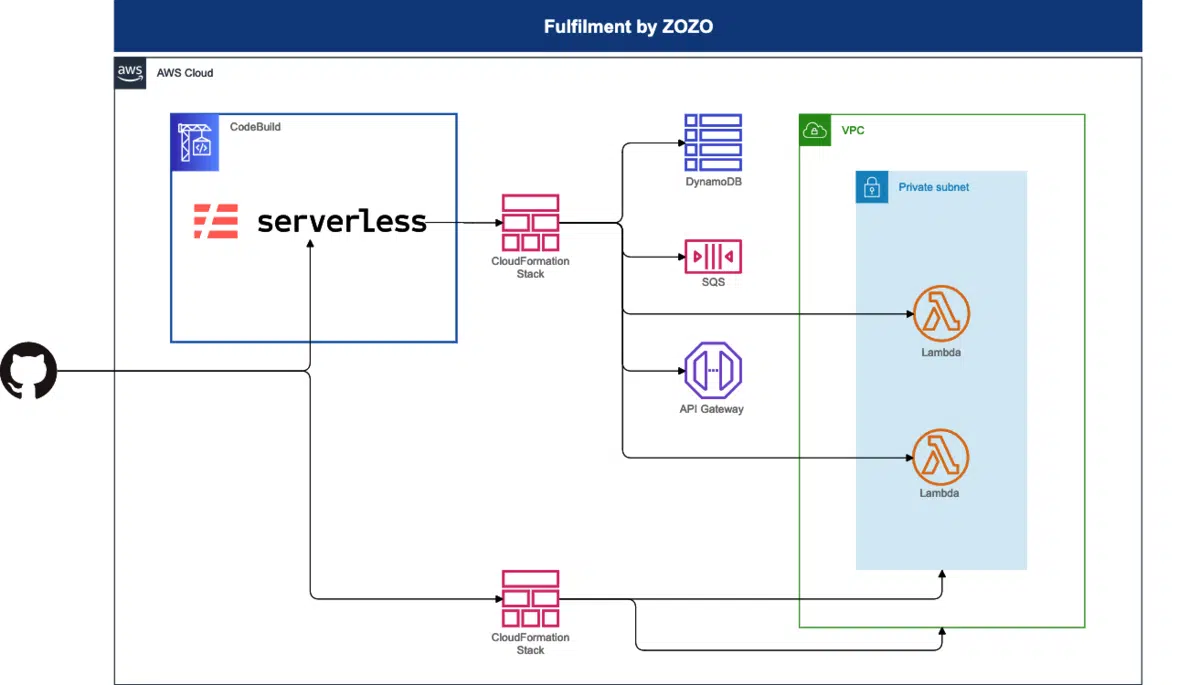 Fulfilment by ZOZO
aws
AWS Cloud
CodeBuild
serverless
CloudFormation
Stack
DynamoDB
SQS
API Gateway
VPC
Private subnet
Lambda
Lambda
CloudFormation
Stack